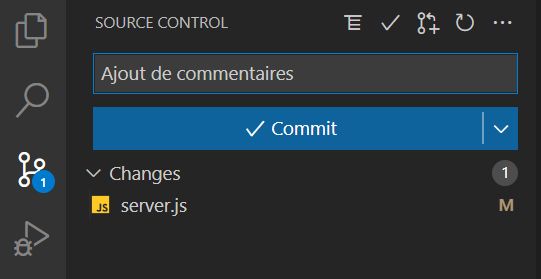 SOURCE CONTROL
Ajout de commentaires
Commit
1
Changes 1
JS server.js M